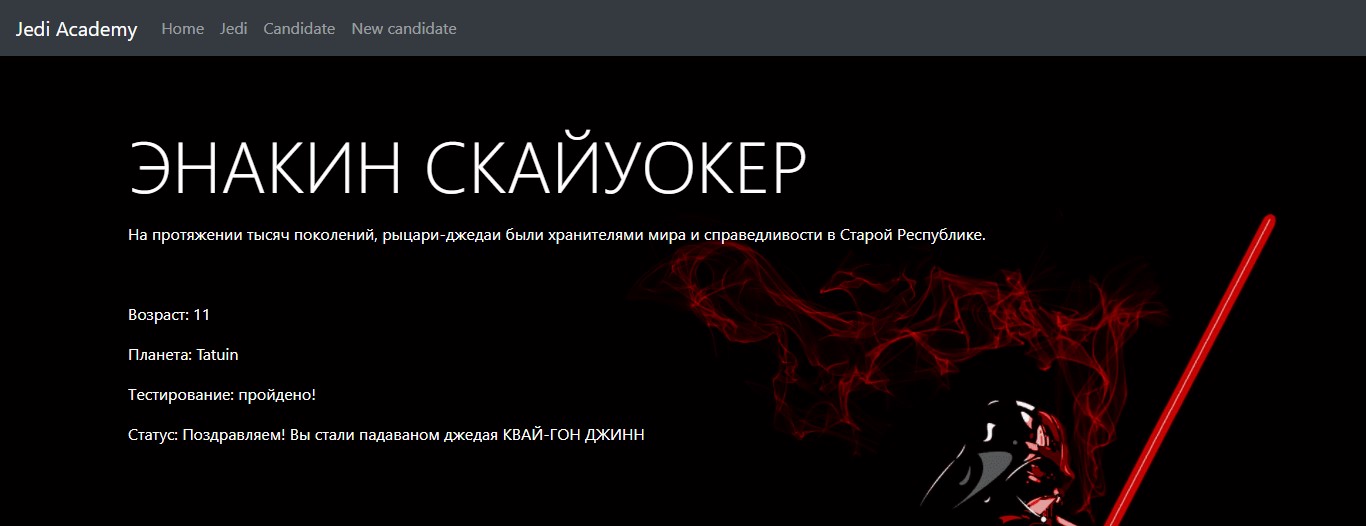 Jedi Academy Home Jedi Candidate New candidate
ЭНАКИН СКАЙУОКЕР
На протяжении тысяч поколений, рыцари-джедаи были хранителями мира и справедливости в Старой Республике.
Возраст: 11
Планета: Tatuin
Тестирование: пройдено!
Статус: Поздравляем! Вы стали падаваном джедая КВАЙ-ГОН ДЖИНН